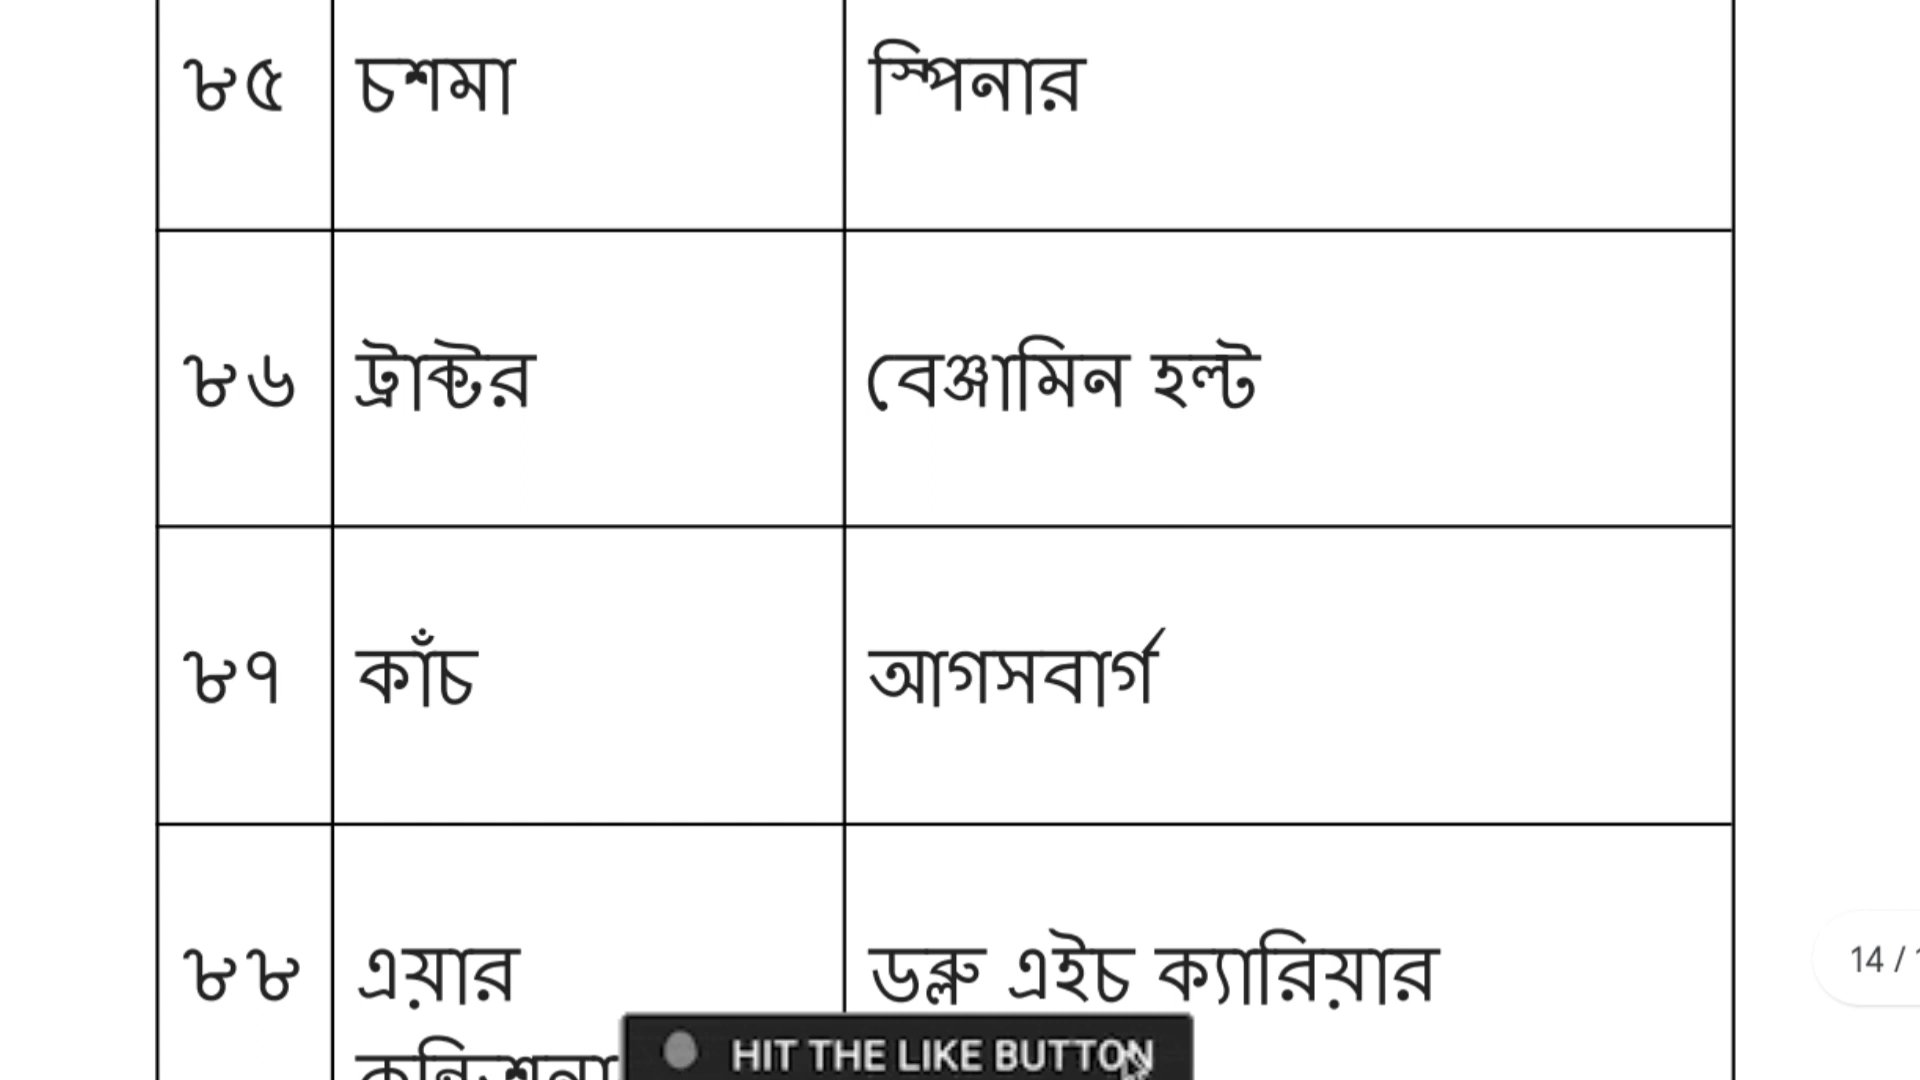 ৮৫ চশমা স্পিনার
৮৬ ট্রাক্টর বেঞ্জামিন হল্ট
৮৭ কাঁচ আগসবার্গ
৮৮ এয়ার ডব্লু এইচ ক্যারিয়ার
HIT THE LIKE BUTTON
14 /